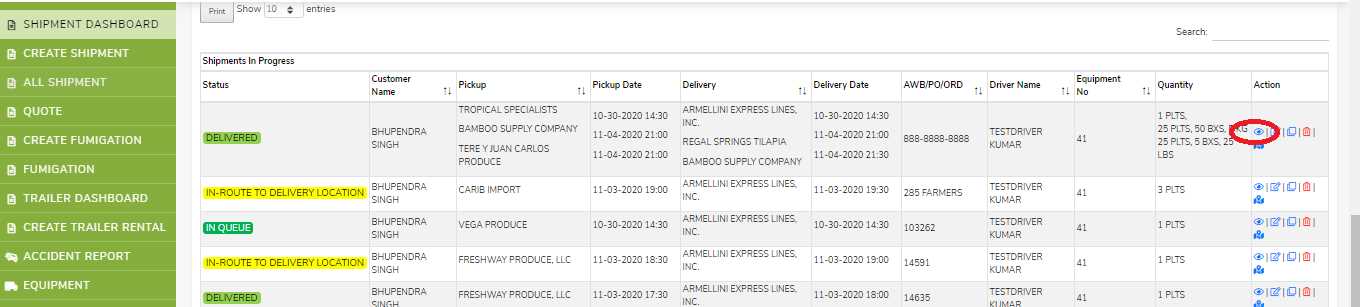 SHIPMENT DASHBOARD
CREATE SHIPMENT
ALL SHIPMENT
QUOTE
CREATE FUMIGATION
FUMIGATION
TRAILER DASHBOARD
CREATE TRAILER RENTAL
ACCIDENT REPORT
EQUIPMENT
Print Show 10 entries
Search:
Shipments In Progress
Status Customer Name Pickup Pickup Date Delivery Delivery Date AWB/PO/ORD Driver Name Equipment No Quantity Action
DELIVERED
BHUPENDRA
SINGH
TROPICAL SPECIALISTS
BAMBOO SUPPLY COMPANY
TERE Y JUAN CARLOS
PRODUCE
10-30-2020 14:30
11-04-2020 21:00
11-04-2020 21:00
ARMELLINI EXPRESS LINES,
INC.
REGAL SPRINGS TILAPIA
BAMBOO SUPPLY COMPANY
10-30-2020 14:30
11-04-2020 21:00
11-04-2020 21:30
888-8888-8888
TESTDRIVER
KUMAR
41
1 PLTS,
25 PLTS, 50 BXS,
25 PLTS, 5 BXS, 25
LBS
IN-ROUTE TO DELIVERY LOCATION
BHUPENDRA
SINGH
CARIB IMPORT
11-03-2020 19:00
ARMELLINI EXPRESS LINES,
INC.
11-03-2020 19:30
285 FARMERS
TESTDRIVER
KUMAR
41
3 PLTS
IN QUEUE
BHUPENDRA
SINGH
VEGA PRODUCE
10-30-2020 14:30
ARMELLINI EXPRESS LINES,
INC.
10-30-2020 14:30
103262
TESTDRIVER
KUMAR
41
1 PLTS
IN-ROUTE TO DELIVERY LOCATION
BHUPENDRA
SINGH
FRESHWAY PRODUCE, LLC
11-03-2020 18:30
ARMELLINI EXPRESS LINES,
INC.
11-03-2020 19:00
14591
TESTDRIVER
KUMAR
41
1 PLTS
DELIVERED
BHUPENDRA
SINGH
FRESHWAY PRODUCE, LLC
11-03-2020 17:30
ARMELLINI EXPRESS LINES,
INC.
11-03-2020 18:00
14635
TESTDRIVER
KUMAR
41
1 PLTS